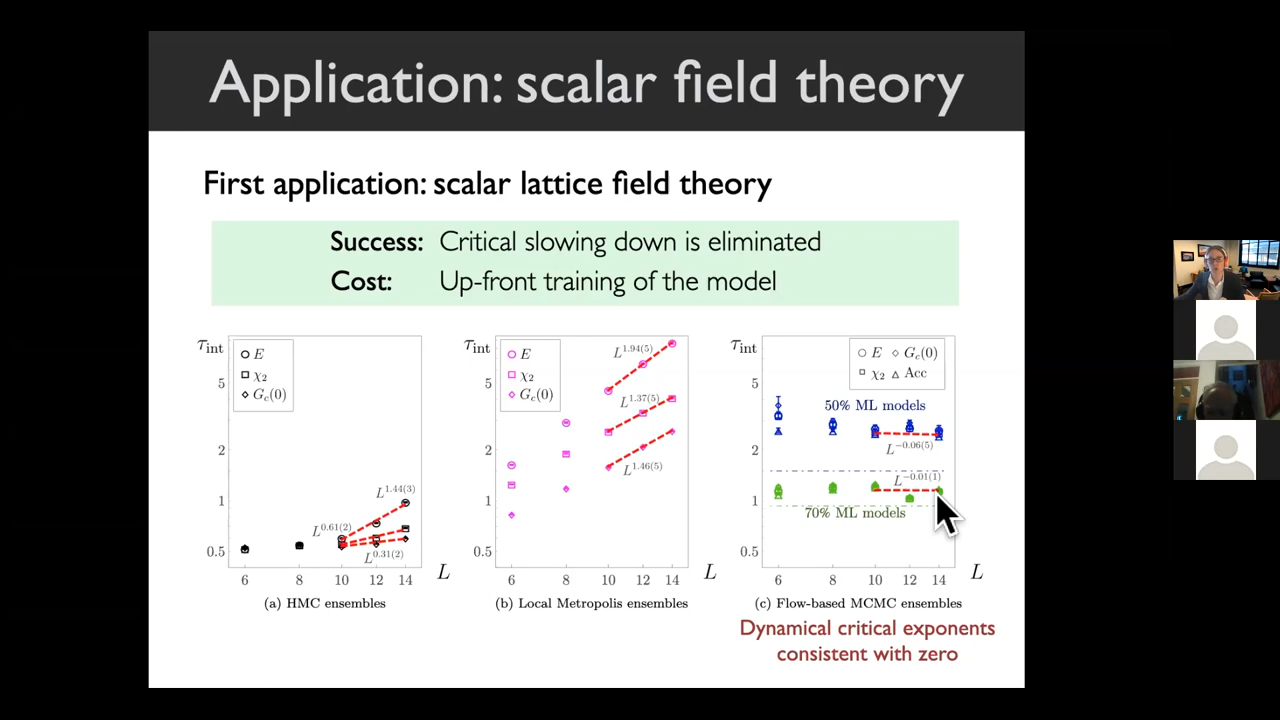 Application: scalar field theory
First application: scalar lattice field theory
Success: Critical slowing down is eliminated
Cost: Up-front training of the model
τint
E
χ2
Gc(0)
5
2
1
0.5
L^1.44(3)
L^0.61(2)
L^0.31(2)
6 8 10 12 14
L
(a) HMC ensembles
τint
E
χ2
Gc(0)
5
2
1
0.5
L^1.94(5)
L^1.37(5)
L^1.46(5)
6 8 10 12 14
L
(b) Local Metropolis ensembles
τint
E Gc(0)
χ2 Acc
5
2
1
0.5
50% ML models
L^-0.06(5)
L^-0.01(1)
70% ML models
6 8 10 12 14
L
(c) Flow-based MCMC ensembles
Dynamical critical exponents
consistent with zero